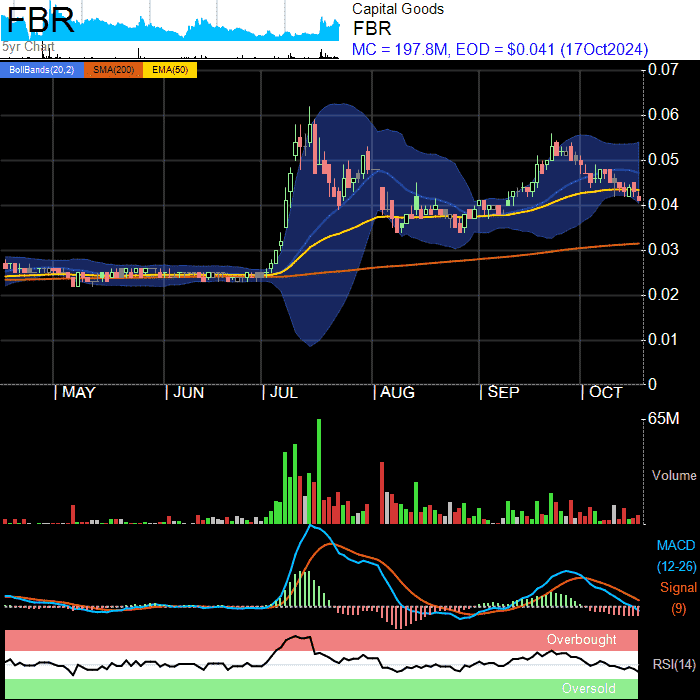 FBR
5yr Chart
Capital Goods
FBR
MC = 197.8M, EOD = $0.041 (17Oct2024)
BollBands(20,2) SMA(200) EMA(50)
0.07
0.06
0.05
0.04
0.03
0.02
0.01
0
MAY JUN JUL AUG SEP OCT
65M
Volume
MACD
(12-26)
Signal
(9)
Overbought
RSI(14)
Oversold